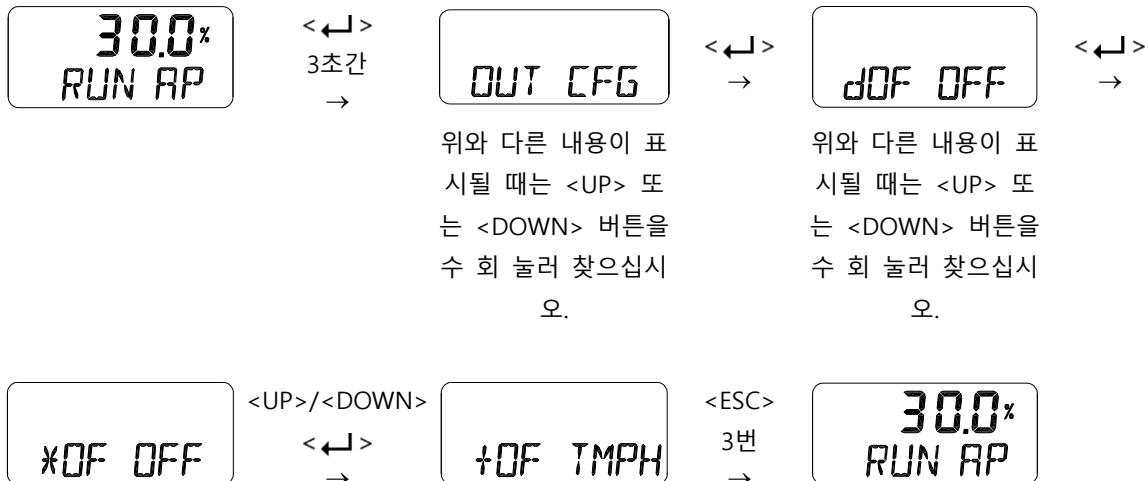 30.0%
RUN AP
<↵>
3초간
→
OUT CFG
<↵>
→
dOF OFF
<↵>
→
위와 다른 내용이 표
시될 때는 <UP> 또
는 <DOWN> 버튼을
수 회 눌러 찾으십시
오.
위와 다른 내용이 표
시될 때는 <UP> 또
는 <DOWN> 버튼을
수 회 눌러 찾으십시
오.
*OF OFF
<UP>/<DOWN>
<↵>
→
+OF TMPH
<ESC>
3번
→
30.0%
RUN AP